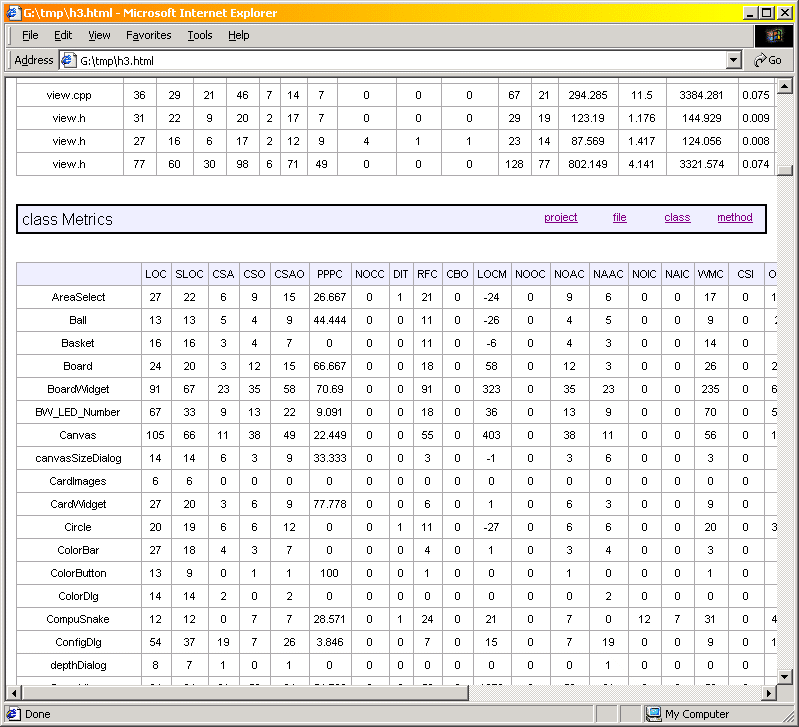 G:\tmp\h3.html - Microsoft Internet Explorer
File Edit View Favorites Tools Help
Address G:\tmp\h3.html Go
view.cpp 36 29 21 46 7 14 7 0 0 0 67 21 294.285 11.5 3384.281 0.075
view.h 31 22 9 20 2 17 7 0 0 0 29 19 123.19 1.176 144.929 0.009
view.h 27 16 6 17 2 12 9 4 1 1 23 14 87.569 1.417 124.056 0.008
view.h 77 60 30 98 6 71 49 0 0 0 128 77 802.149 4.141 3321.574 0.074
class Metrics project file class method
LOC SLOC CSA CSO CSAO PPPC NOCC DIT RFC CBO LOCM NOOC NOAC NAAC NOIC NAIC WMC CSI O
AreaSelect 27 22 6 9 15 26.667 0 1 21 0 -24 0 9 6 0 0 17 0 1
Ball 13 13 5 4 9 44.444 0 0 11 0 -26 0 4 5 0 0 9 0 2
Basket 16 16 3 4 7 0 0 0 11 0 -6 0 4 3 0 0 14 0
Board 24 20 3 12 15 66.667 0 0 18 0 58 0 12 3 0 0 26 0 2
BoardWidget 91 67 23 35 58 70.69 0 0 91 0 323 0 35 23 0 0 235 0 6
BW_LED_Number 67 33 9 13 22 9.091 0 0 18 0 36 0 13 9 0 0 70 0 5
Canvas 105 66 11 38 49 22.449 0 0 55 0 403 0 38 11 0 0 56 0 1
canvasSizeDialog 14 14 6 3 9 33.333 0 0 3 0 -1 0 3 6 0 0 3 0
CardImages 6 6 0 0 0 0 0 0 0 0 0 0 0 0 0 0 0 0
CardWidget 27 20 3 6 9 77.778 0 0 6 0 1 0 6 3 0 0 9 0
Circle 20 19 6 6 12 0 0 1 11 0 -27 0 6 6 0 0 20 0 3
ColorBar 27 18 4 3 7 0 0 0 4 0 1 0 3 4 0 0 3 0
ColorButton 13 9 0 1 1 100 0 0 1 0 0 0 1 0 0 0 1 0
ColorDlg 14 14 2 0 2 0 0 0 0 0 0 0 0 2 0 0 0 0
CompuSnake 12 12 0 7 7 28.571 0 1 24 0 21 0 7 0 12 7 31 0 4
ConfigDlg 54 37 19 7 26 3.846 0 0 7 0 15 0 7 19 0 0 9 0 1
depthDialog 8 7 1 0 1 0 0 0 0 0 0 0 0 1 0 0 0 0
Done My Computer